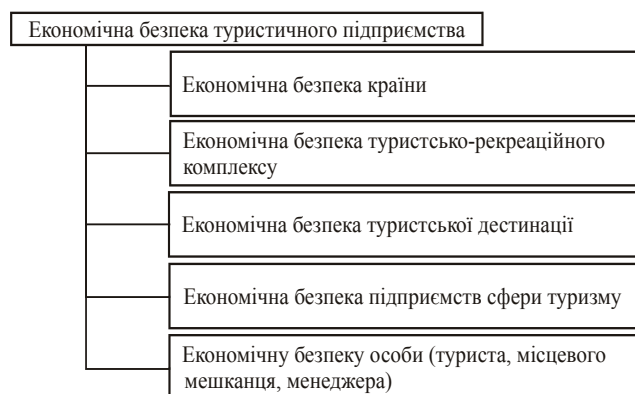 Економічна безпека туристичного підприємства
Економічна безпека країни
Економічна безпека туристсько-рекреаційного
комплексу
Економічна безпека туристської дестинації
Економічна безпека підприємств сфери туризму
Економічну безпеку особи (туриста, місцевого
мешканця, менеджера)